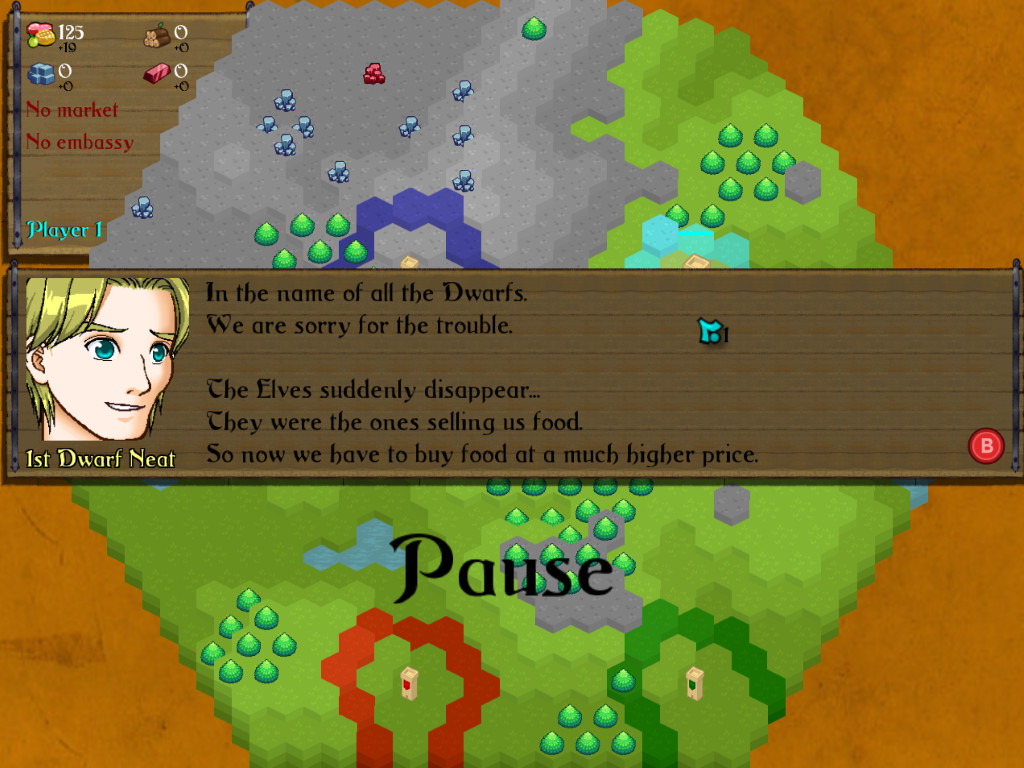 125
+19
0
+0
0
+0
0
+0
No market
No embassy
Player 1
In the name of all the Dwarfs.
We are sorry for the trouble.
1
The Elves suddenly disappear...
They were the ones selling us food.
So now we have to buy food at a much higher price.
1st Dwarf Neat
B
Pause